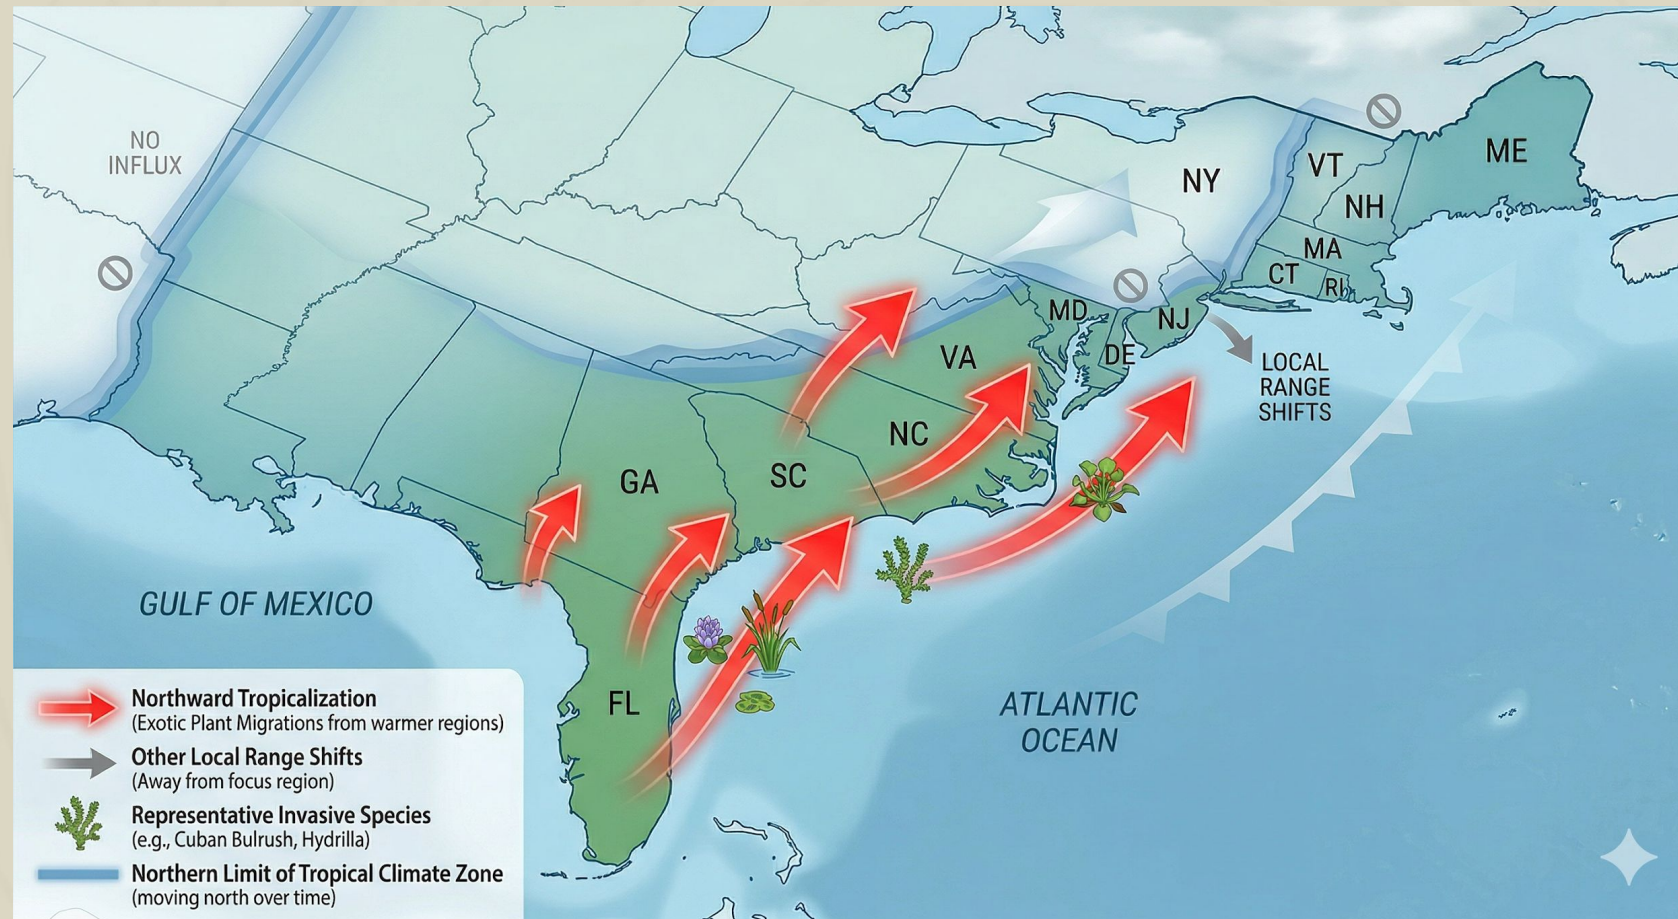 NO
INFLUX
NY
VT
NH
ME
MA
CT
RI
MD
NJ
DE
VA
LOCAL
RANGE
SHIFTS
NC
SC
GA
FL
GULF OF MEXICO
ATLANTIC
OCEAN
Northward Tropicalization
(Exotic Plant Migrations from warmer regions)
Other Local Range Shifts
(Away from focus region)
Representative Invasive Species
(e.g., Cuban Bulrush, Hydrilla)
Northern Limit of Tropical Climate Zone
(moving north over time)